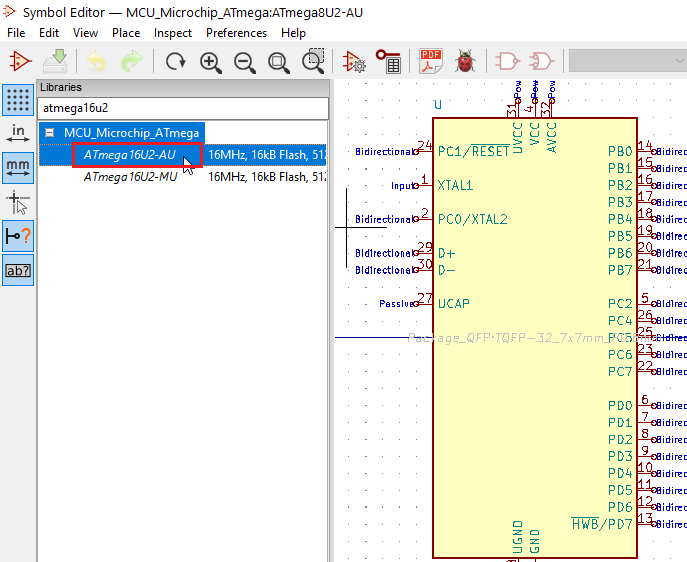 Symbol Editor — MCU_Microchip_ATmega:ATmega8U2-AU
File Edit View Place Inspect Preferences Help
PDF
Libraries
atmega16u2
in
mm
ab?
MCU_Microchip_ATmega
ATmega16U2-AU 16MHz, 16kB Flash, 512
ATmega16U2-MU 16MHz, 16kB Flash, 512
U
Pow Pow Pow
31 4 32
UVCC VCC AVCC
Bidirectional 24 PC1/RESET PB0 14 Bidirec
PB1 15 Bidirec
Input 1 XTAL1 PB2 16 Bidirec
PB3 17 Bidirec
Bidirectional 2 PC0/XTAL2 PB4 18 Bidirec
PB5 19 Bidirec
Bidirectional 29 D+ PB6 20 Bidirec
Bidirectional 30 D- PB7 21 Bidirec
Passive 27 UCAP PC2 5 Bidirec
PC4 26 Bidirec
Package_QFP:TQFP-32_7x7mm PC5 25 Bidirec
PC6 23 Bidirec
PC7 22 Bidirec
PD0 6 Bidirec
PD1 7 Bidirec
PD2 8 Bidirec
PD3 9 Bidirec
PD4 10 Bidirec
PD5 11 Bidirec
PD6 12 Bidirec
HWB/PD7 13 Bidirec
UGND GND